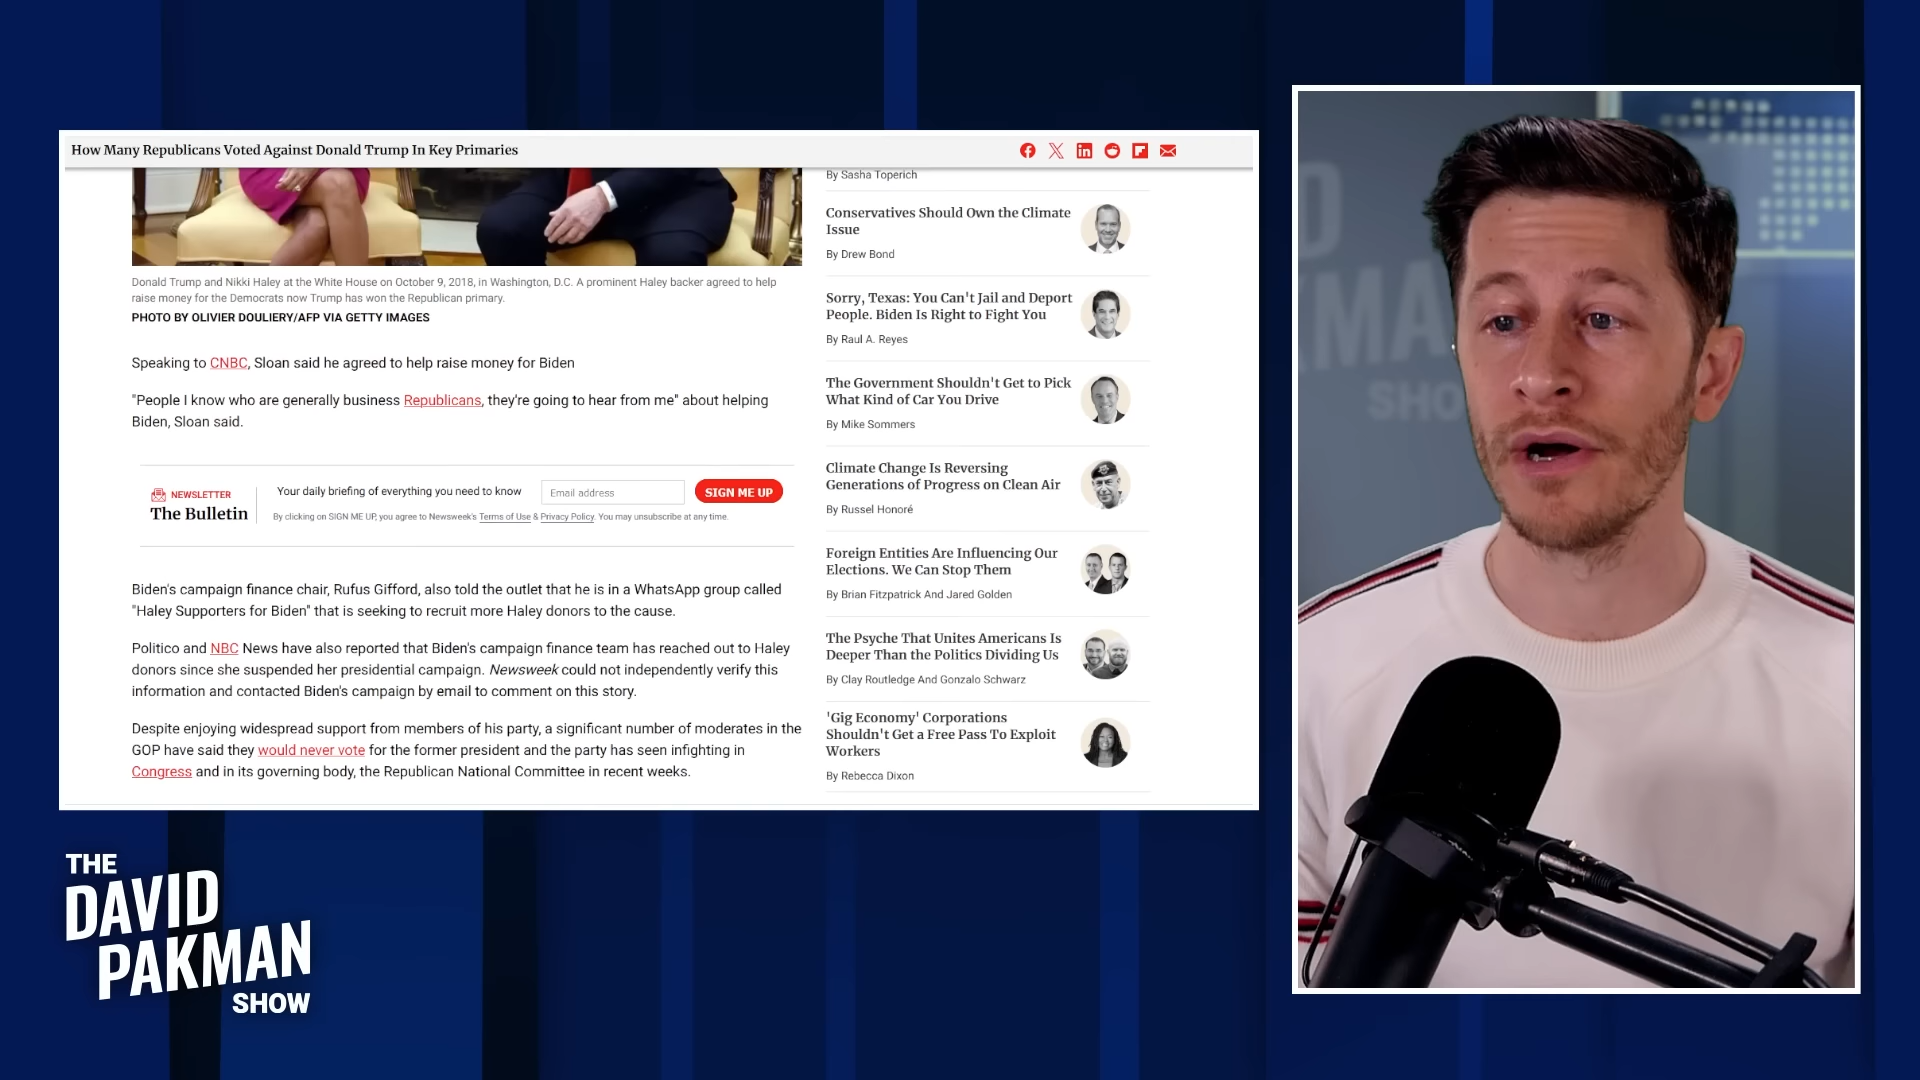 How Many Republicans Voted Against Donald Trump In Key Primaries
Donald Trump and Nikki Haley at the White House on October 9, 2018, in Washington, D.C. A prominent Haley backer agreed to help
raise money for the Democrats now Trump has won the Republican primary.
PHOTO BY OLIVIER DOULIERY/AFP VIA GETTY IMAGES
Speaking to CNBC, Sloan said he agreed to help raise money for Biden
"People I know who are generally business Republicans, they're going to hear from me" about helping
Biden, Sloan said.
NEWSLETTER
The Bulletin
Your daily briefing of everything you need to know
Email address
SIGN ME UP
By clicking on SIGN ME UP, you agree to Newsweek's Terms of Use & Privacy Policy. You may unsubscribe at any time.
Biden's campaign finance chair, Rufus Gifford, also told the outlet that he is in a WhatsApp group called
"Haley Supporters for Biden" that is seeking to recruit more Haley donors to the cause.
Politico and NBC News have also reported that Biden's campaign finance team has reached out to Haley
donors since she suspended her presidential campaign. Newsweek could not independently verify this
information and contacted Biden's campaign by email to comment on this story.
Despite enjoying widespread support from members of his party, a significant number of moderates in the
GOP have said they would never vote for the former president and the party has seen infighting in
Congress and in its governing body, the Republican National Committee in recent weeks.
By Sasha Toperich
Conservatives Should Own the Climate
Issue
By Drew Bond
Sorry, Texas: You Can't Jail and Deport
People. Biden Is Right to Fight You
By Raul A. Reyes
The Government Shouldn't Get to Pick
What Kind of Car You Drive
By Mike Sommers
Climate Change Is Reversing
Generations of Progress on Clean Air
By Russel Honoré
Foreign Entities Are Influencing Our
Elections. We Can Stop Them
By Brian Fitzpatrick And Jared Golden
The Psyche That Unites Americans Is
Deeper Than the Politics Dividing Us
By Clay Routledge And Gonzalo Schwarz
'Gig Economy' Corporations
Shouldn't Get a Free Pass To Exploit
Workers
By Rebecca Dixon
THE
DAVID
PAKMAN
SHOW
SHO